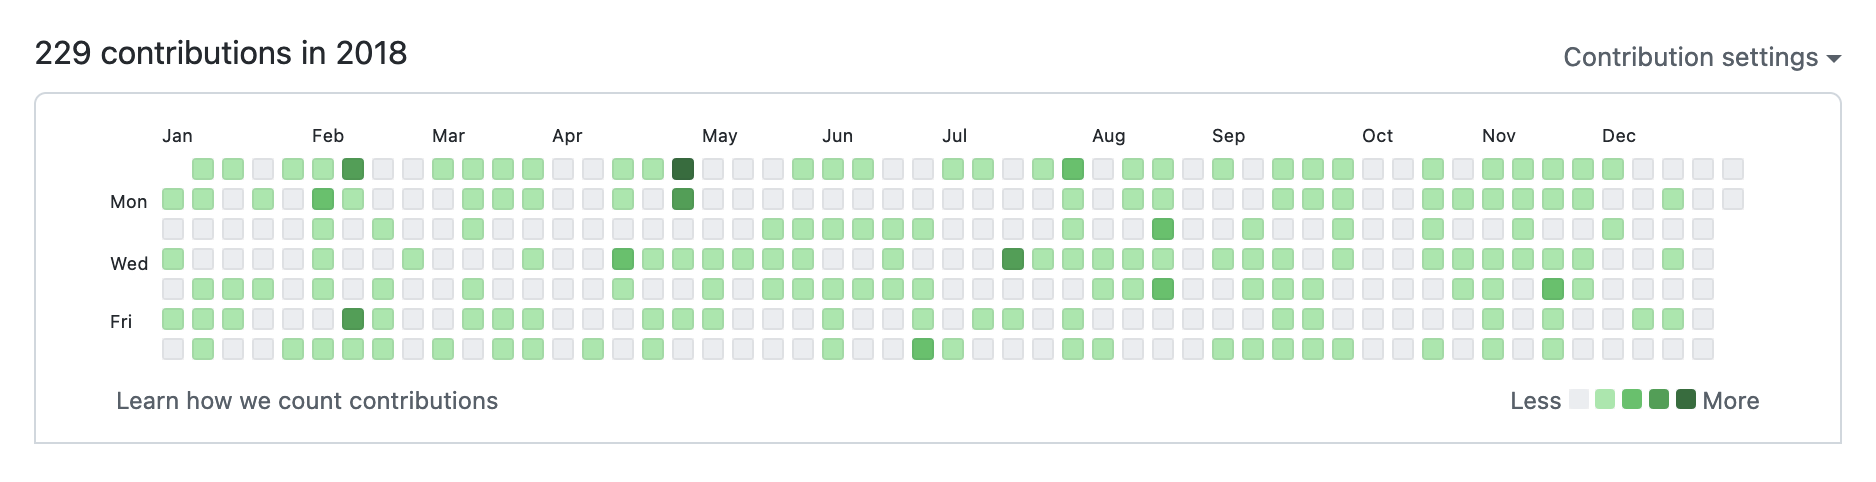 229 contributions in 2018
Contribution settings
Jan Feb Mar Apr May Jun Jul Aug Sep Oct Nov Dec
Mon
Wed
Fri
Learn how we count contributions
Less More